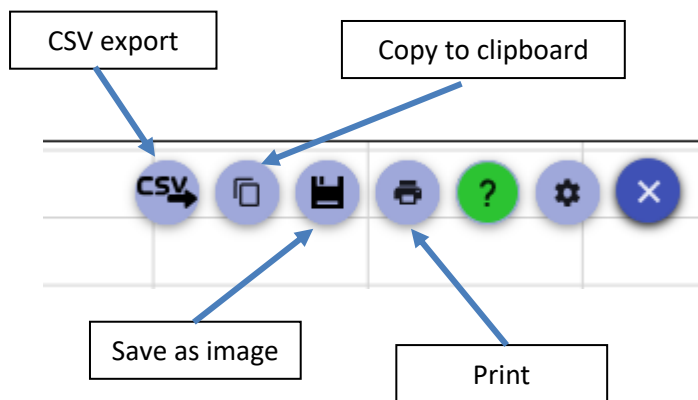 CSV export
Copy to clipboard
CSV
?
Save as image
Print